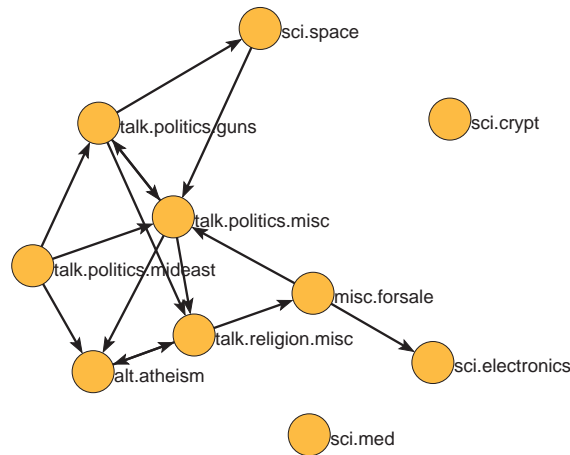 sci.space
sci.crypt
talk.politics.guns
talk.politics.misc
talk.politics.mideast
misc.forsale
talk.religion.misc
sci.electronics
alt.atheism
sci.med